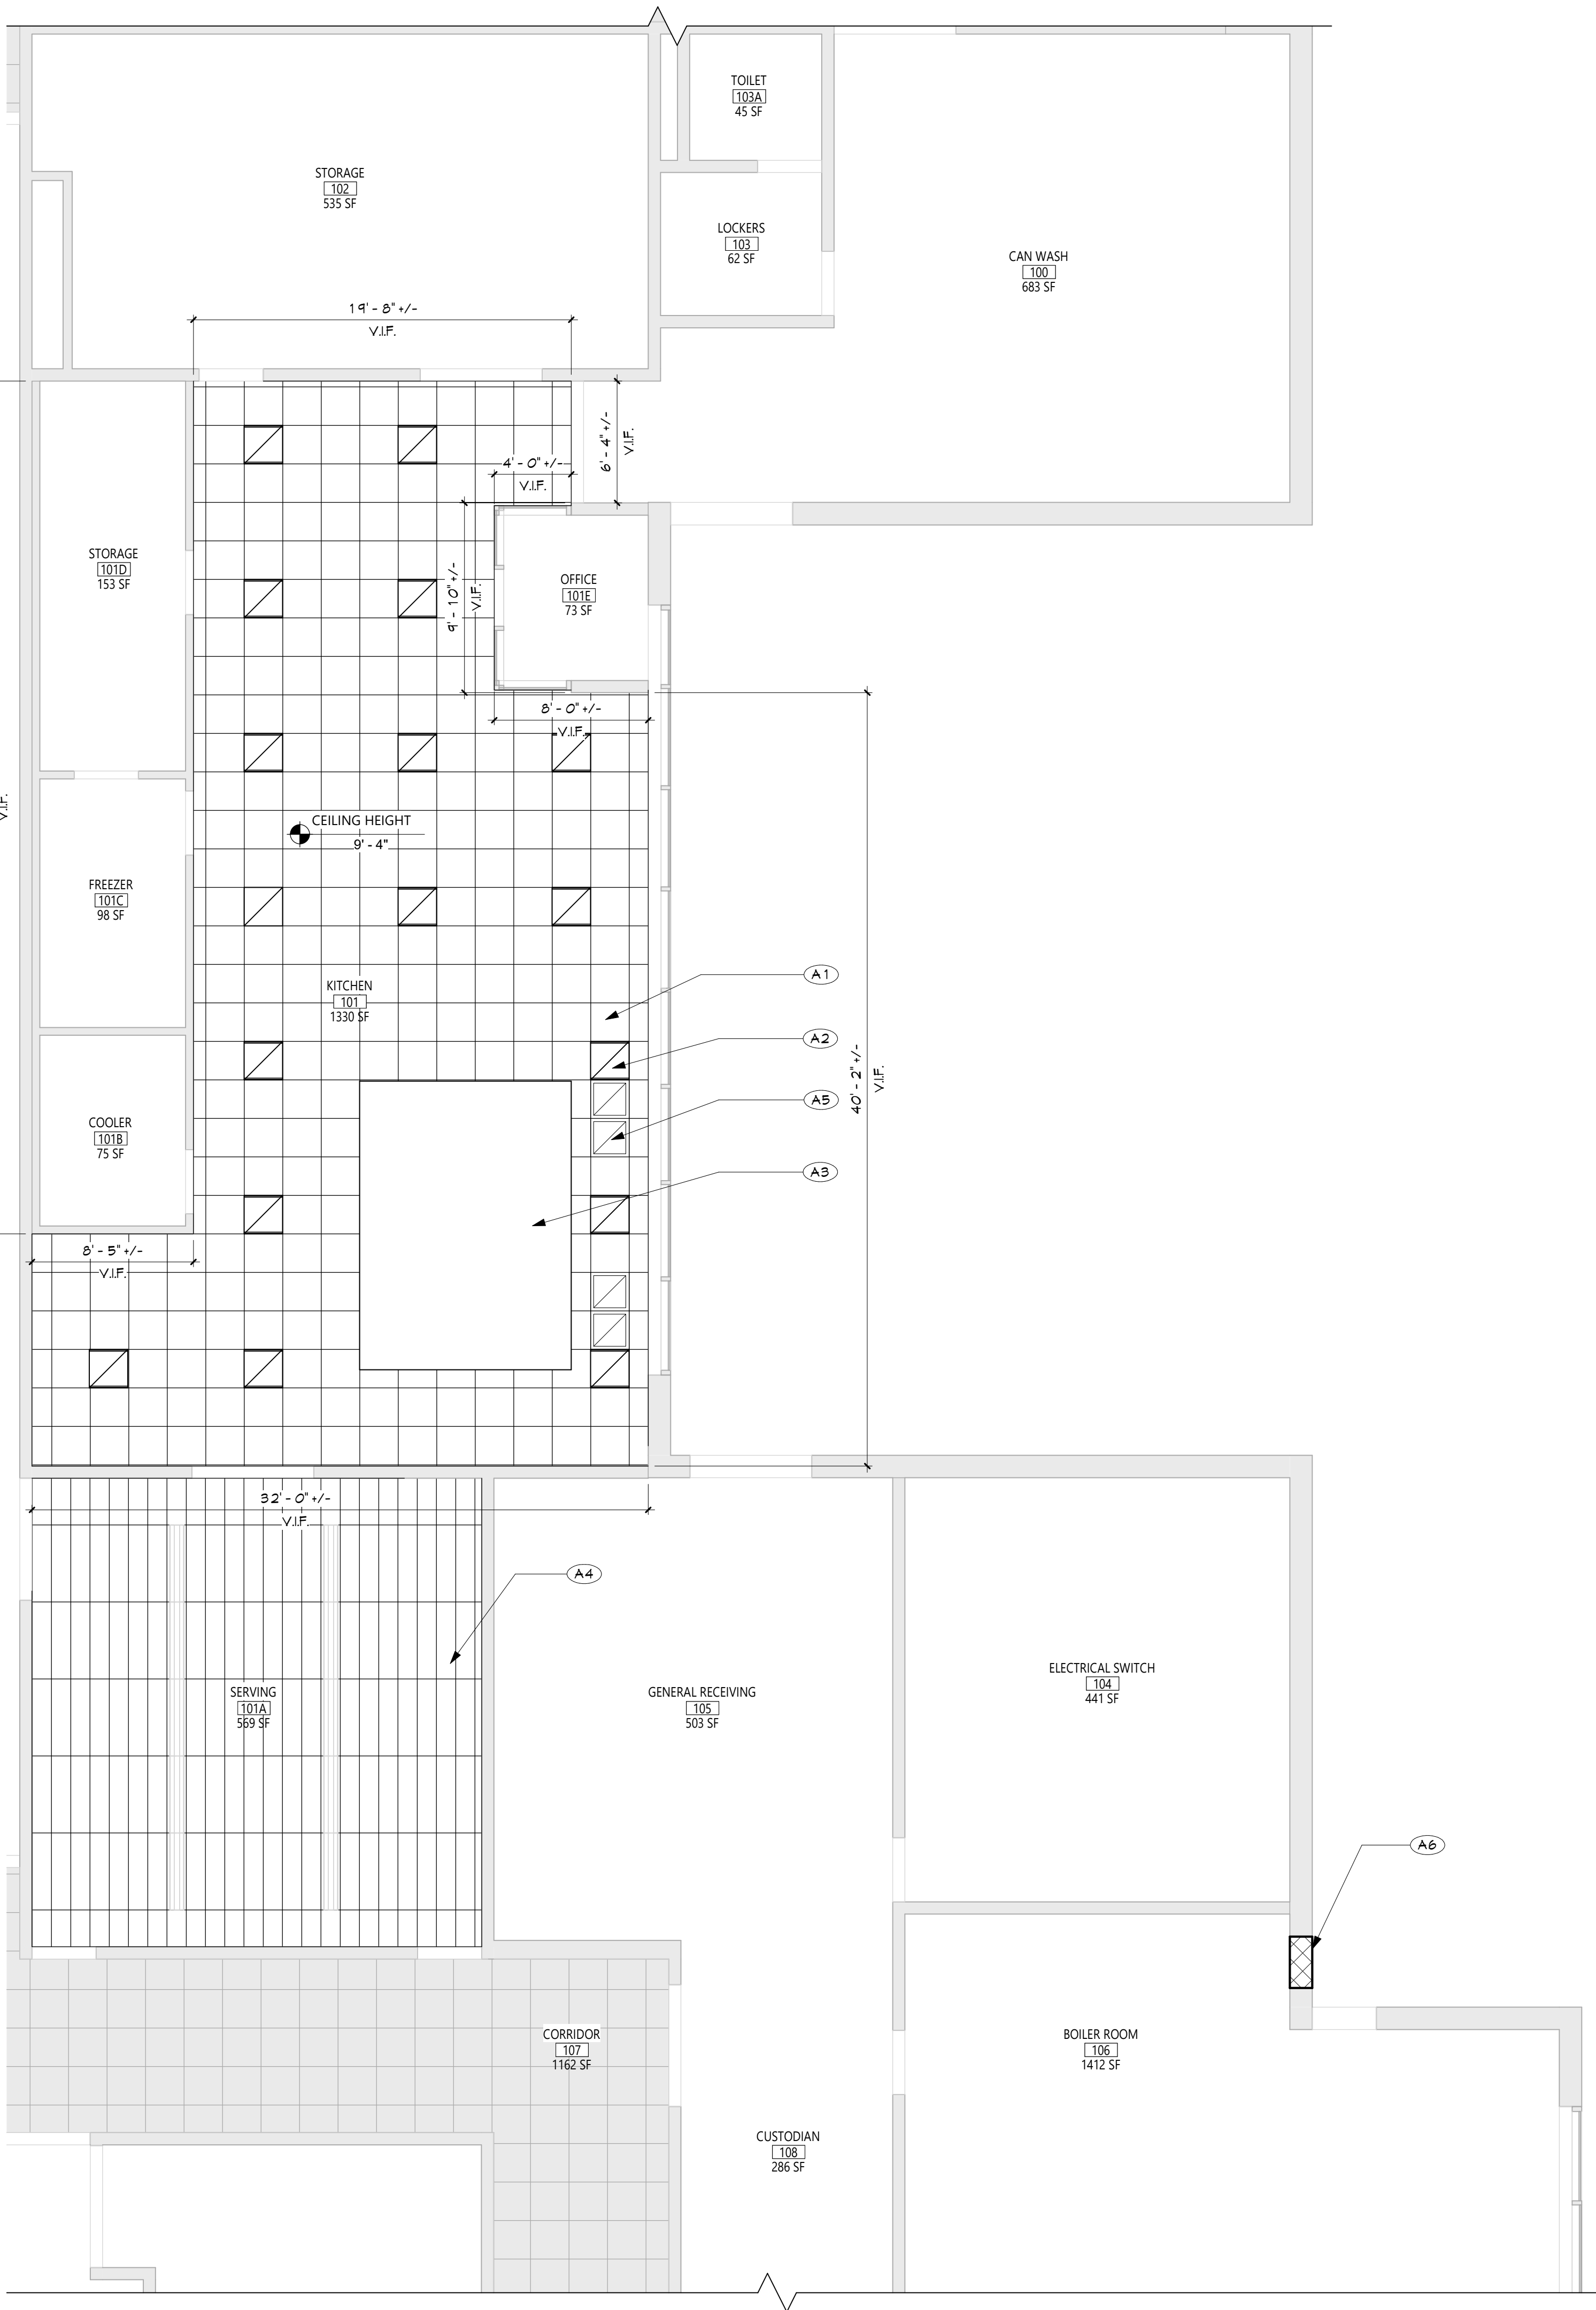 TOILET
103A
45 SF
STORAGE
102
535 SF
LOCKERS
103
62 SF
CAN WASH
100
683 SF
19' - 8" +/-
V.I.F.
6' - 4" +/-
V.I.F.
4' - 0" +/-
V.I.F.
STORAGE
101D
153 SF
9' - 10" +/-
V.I.F.
OFFICE
101E
73 SF
8' - 0" +/-
V.I.F.
V.I.F.
CEILING HEIGHT
9' - 4"
FREEZER
101C
98 SF
KITCHEN
101
1330 SF
A1
A2
A5
A3
40' - 2" +/-
V.I.F.
COOLER
101B
75 SF
8' - 5" +/-
V.I.F.
32' - 0" +/-
V.I.F.
A4
SERVING
101A
569 SF
GENERAL RECEIVING
105
503 SF
ELECTRICAL SWITCH
104
441 SF
A6
CORRIDOR
107
1162 SF
BOILER ROOM
106
1412 SF
CUSTODIAN
108
286 SF